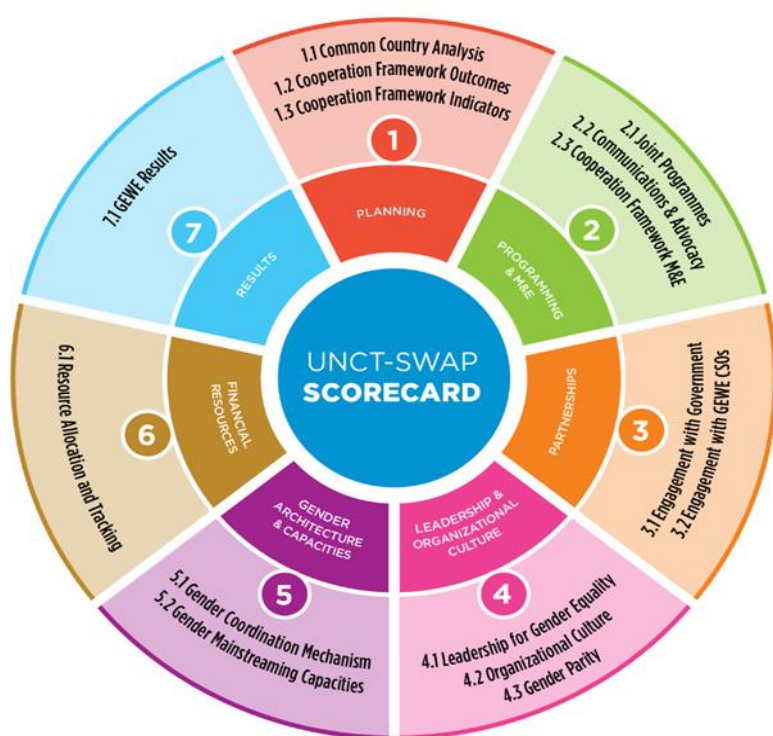 UNCT-SWAP
SCORECARD
1
PLANNING
1.1 Common Country Analysis
1.2 Cooperation Framework Outcomes
1.3 Cooperation Framework Indicators
2
PROGRAMMING
& M&E
2.1 Joint Programmes
2.2 Communications & Advocacy
2.3 Cooperation Framework M&E
3
PARTNERSHIPS
3.1 Engagement with Government
3.2 Engagement with GEWE CSOs
4
LEADERSHIP &
ORGANIZATIONAL
CULTURE
4.1 Leadership for Gender Equality
4.2 Organizational Culture
4.3 Gender Parity
5
GENDER
ARCHITECTURE
& CAPACITIES
5.1 Gender Coordination Mechanism
5.2 Gender Mainstreaming Capacities
6
FINANCIAL
RESOURCES
6.1 Resource Allocation and Tracking
7
RESULTS
7.1 GEWE Results